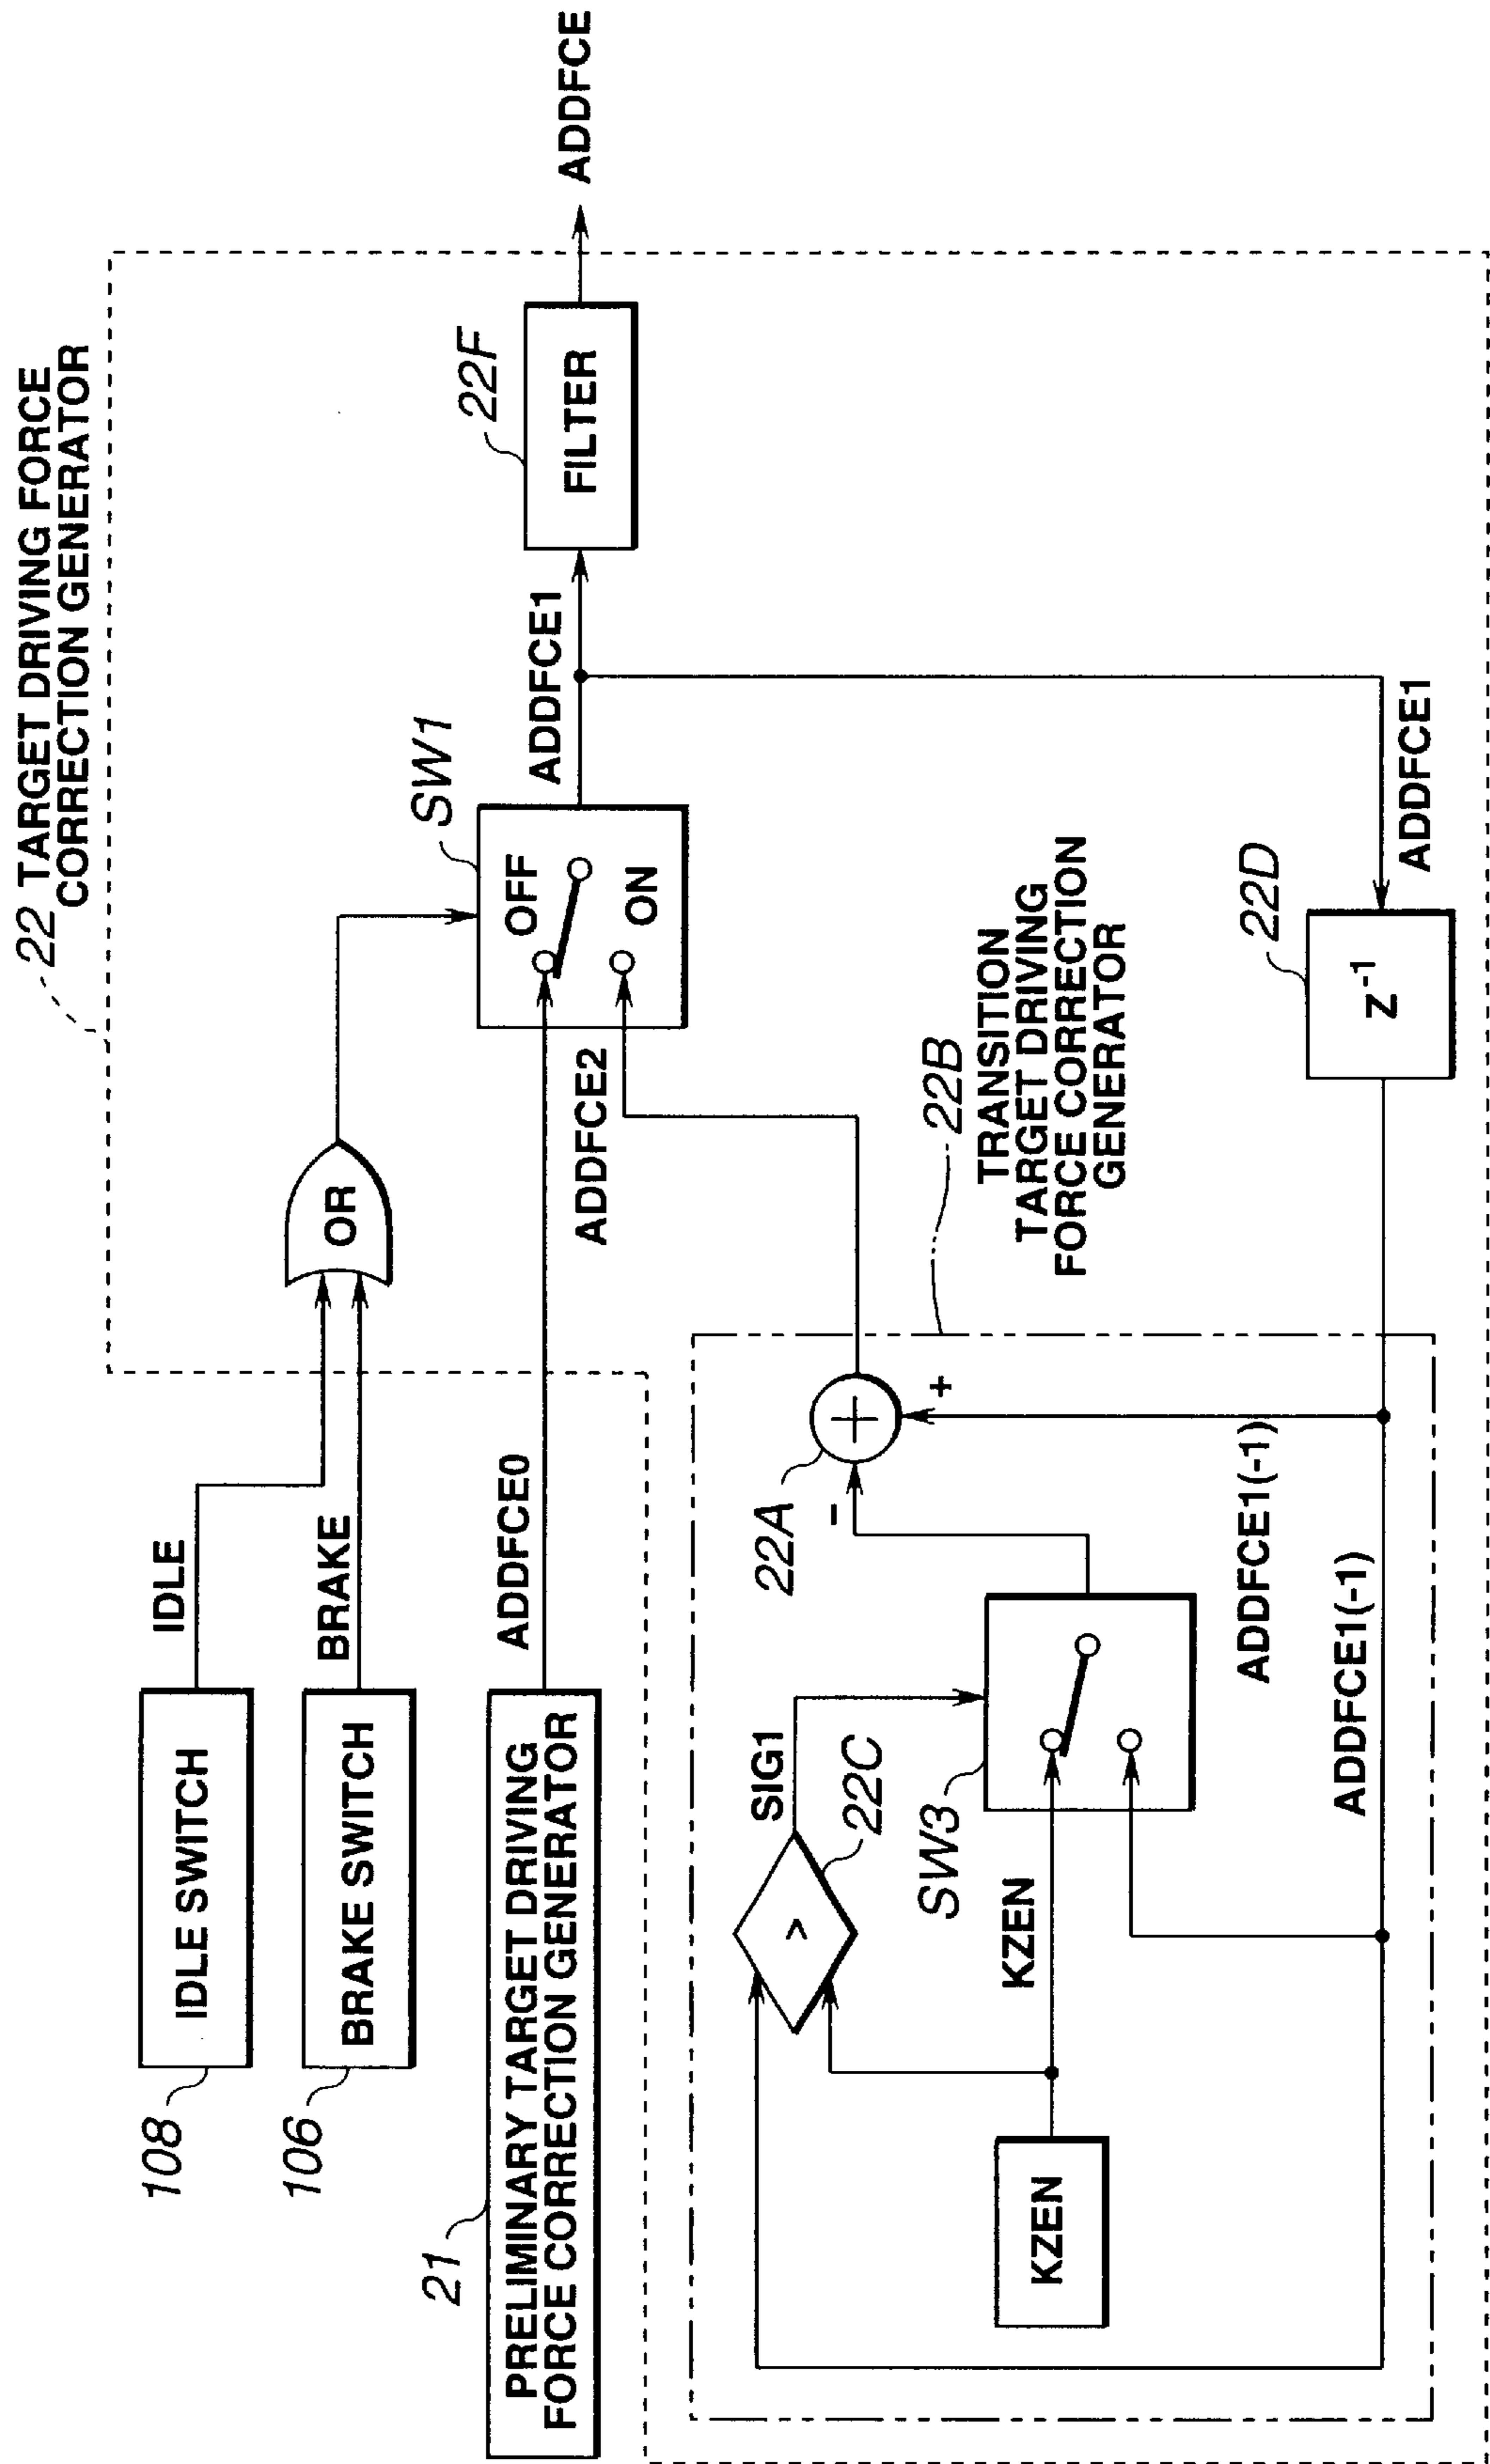 22 TARGET DRIVING FORCE
CORRECTION GENERATOR
108
IDLE SWITCH
IDLE
106
BRAKE SWITCH
BRAKE
OR
21
PRELIMINARY TARGET DRIVING
FORCE CORRECTION GENERATOR
ADDFCE0
ADDFCE2
SW1
OFF
ON
ADDFCE1
22F
FILTER
ADDFCE
22B
TRANSITION
TARGET DRIVING
FORCE CORRECTION
GENERATOR
22A
+
−
SIG1
22C
>
SW3
KZEN
KZEN
ADDFCE1(-1)
ADDFCE1(-1)
22D
Z⁻¹
ADDFCE1